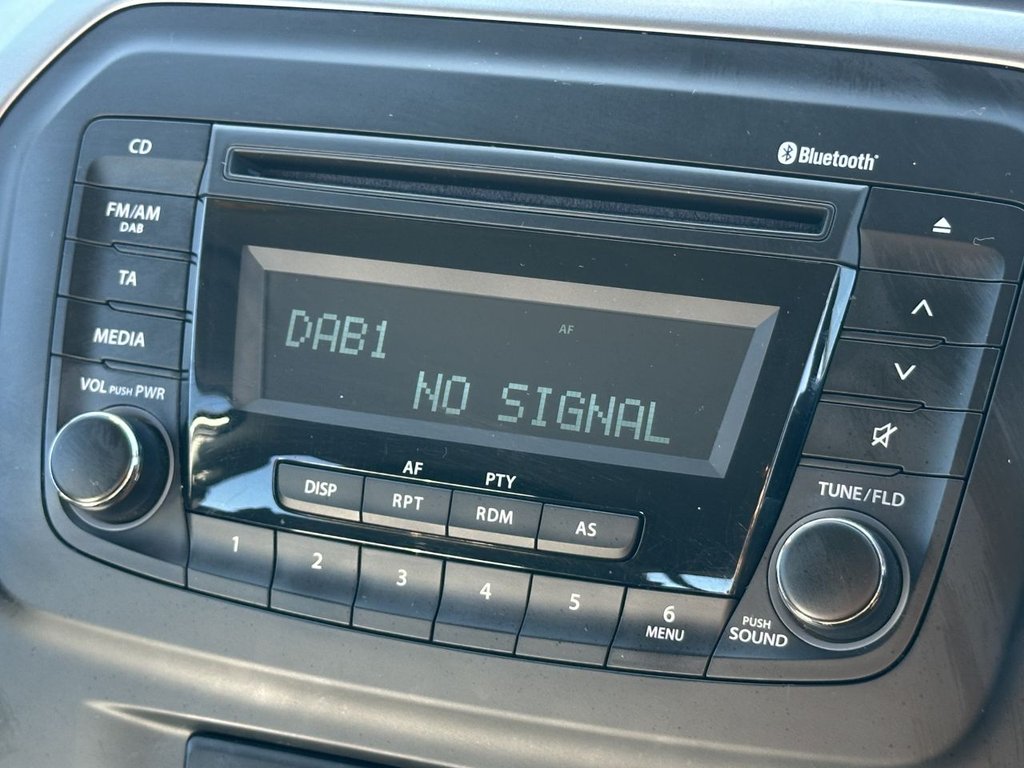 Bluetooth
CD
FM/AM
DAB
TA
MEDIA
VOL PUSH PWR
AF
DAB1
NO SIGNAL
AF
PTY
DISP
RPT
RDM
AS
TUNE/FLD
1
2
3
4
5
6
MENU
PUSH
SOUND